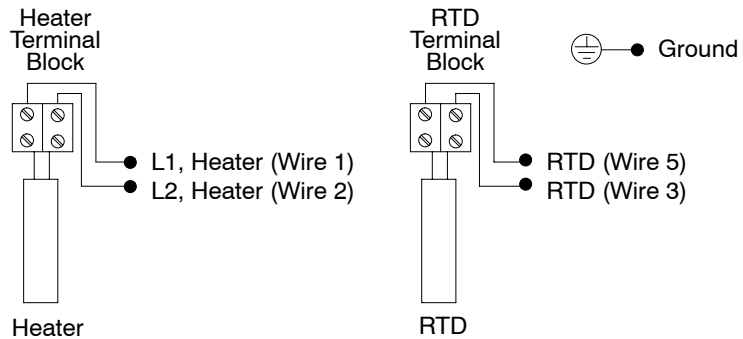 Heater
Terminal
Block
L1, Heater (Wire 1)
L2, Heater (Wire 2)
Heater
RTD
Terminal
Block
RTD (Wire 5)
RTD (Wire 3)
RTD
Ground